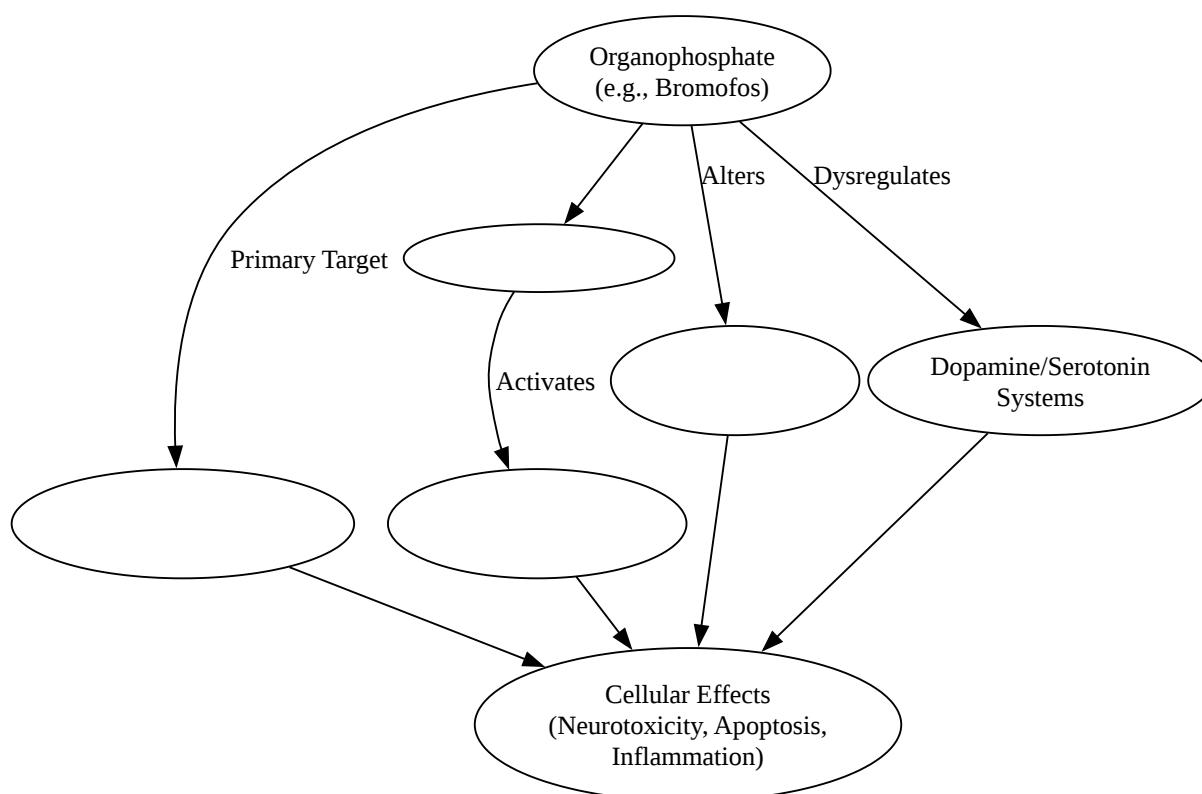 Organophosphate
(e.g., Bromofos)
Alters
Dysregulates
Primary Target
Activates
Dopamine/Serotonin
Systems
Cellular Effects
(Neurotoxicity, Apoptosis,
Inflammation)